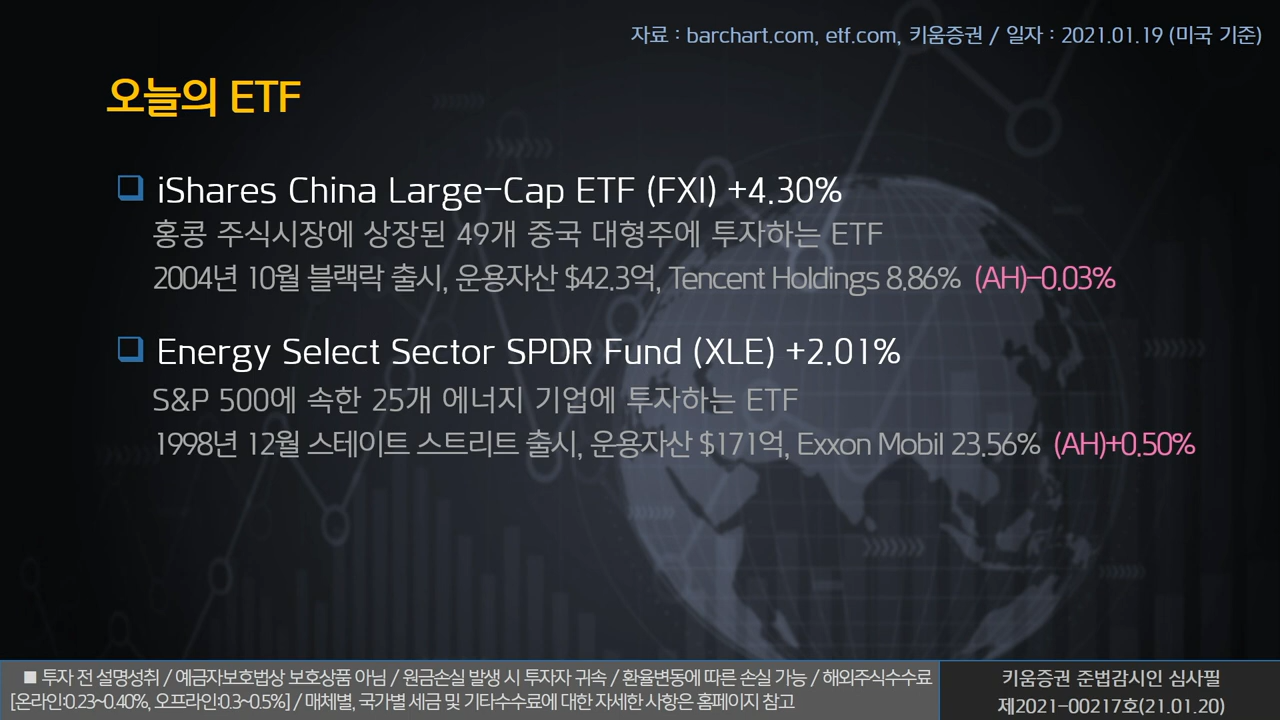 자료 : barchart.com, etf.com, 키움증권 / 일자 : 2021.01.19 (미국 기준)
오늘의 ETF
iShares China Large-Cap ETF (FXI) +4.30%
홍콩 주식시장에 상장된 49개 중국 대형주에 투자하는 ETF
2004년 10월 블랙락 출시, 운용자산 $42.3억, Tencent Holdings 8.86% (AH)-0.03%
Energy Select Sector SPDR Fund (XLE) +2.01%
S&P 500에 속한 25개 에너지 기업에 투자하는 ETF
1998년 12월 스테이트 스트리트 출시, 운용자산 $171억, Exxon Mobil 23.56% (AH)+0.50%
■ 투자 전 설명성취 / 예금자보호법상 보호상품 아님 / 원금손실 발생 시 투자자 귀속 / 환율변동에 따른 손실 가능 / 해외주식수수료
[온라인:0.23~0.40%, 오프라인:0.3~0.5%] / 매체별, 국가별 세금 및 기타수수료에 대한 자세한 사항은 홈페이지 참고
키움증권 준법감시인 심사필
제2021-00217호(21.01.20)